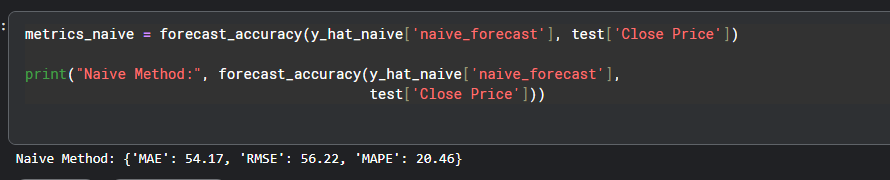 :
metrics_naive = forecast_accuracy(y_hat_naive['naive_forecast'], test['Close Price'])
print("Naive Method:", forecast_accuracy(y_hat_naive['naive_forecast'],
test['Close Price']))
Naive Method: {'MAE': 54.17, 'RMSE': 56.22, 'MAPE': 20.46}